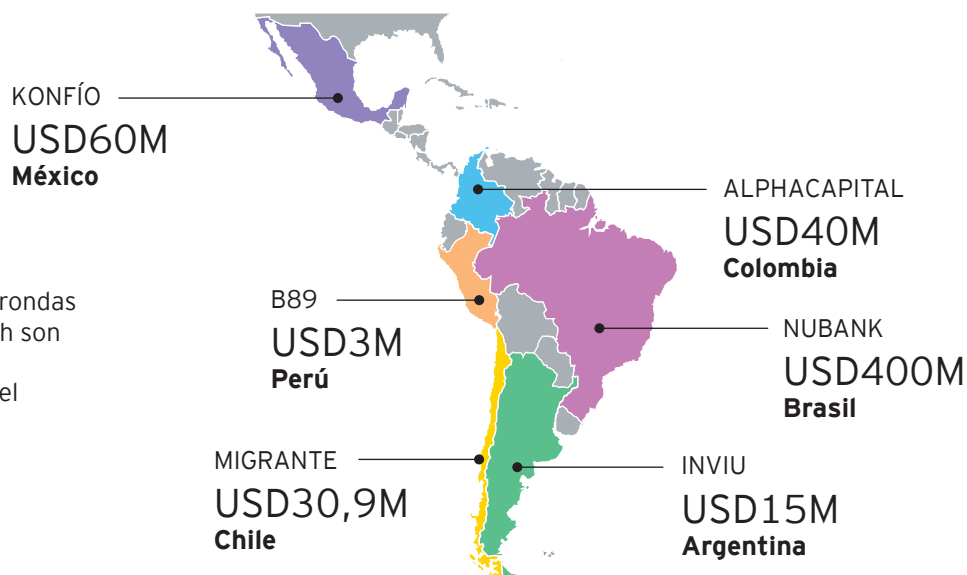 KONFÍO
USD60M
México
ALPHACAPITAL
USD40M
Colombia
rondas
h son
el
B89
USD3M
Perú
NUBANK
USD400M
Brasil
MIGRANTE
USD30,9M
Chile
INVIU
USD15M
Argentina